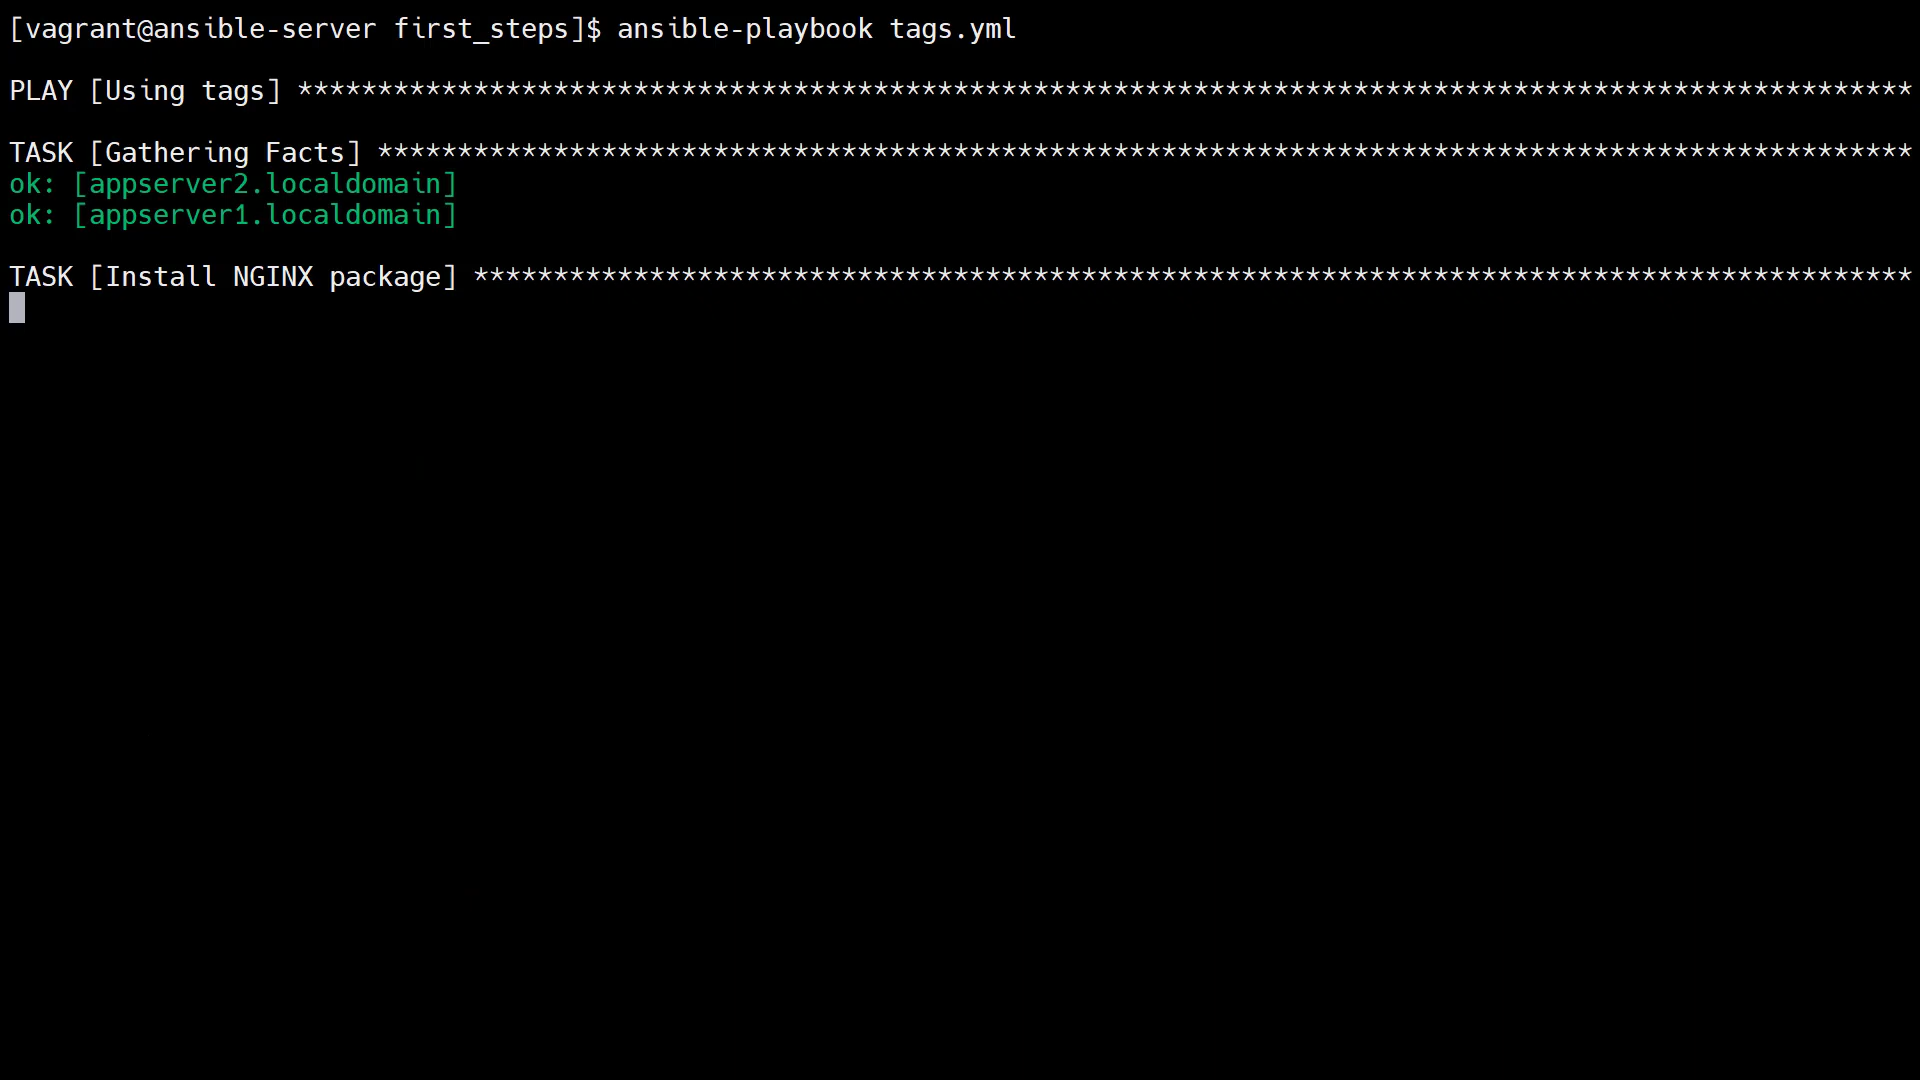 [vagrant@ansible-server first_steps]$ ansible-playbook tags.yml
PLAY [Using tags] *****************************************************************************************************
TASK [Gathering Facts] ************************************************************************************************
ok: [appserver2.localdomain]
ok: [appserver1.localdomain]
TASK [Install NGINX package] ******************************************************************************************